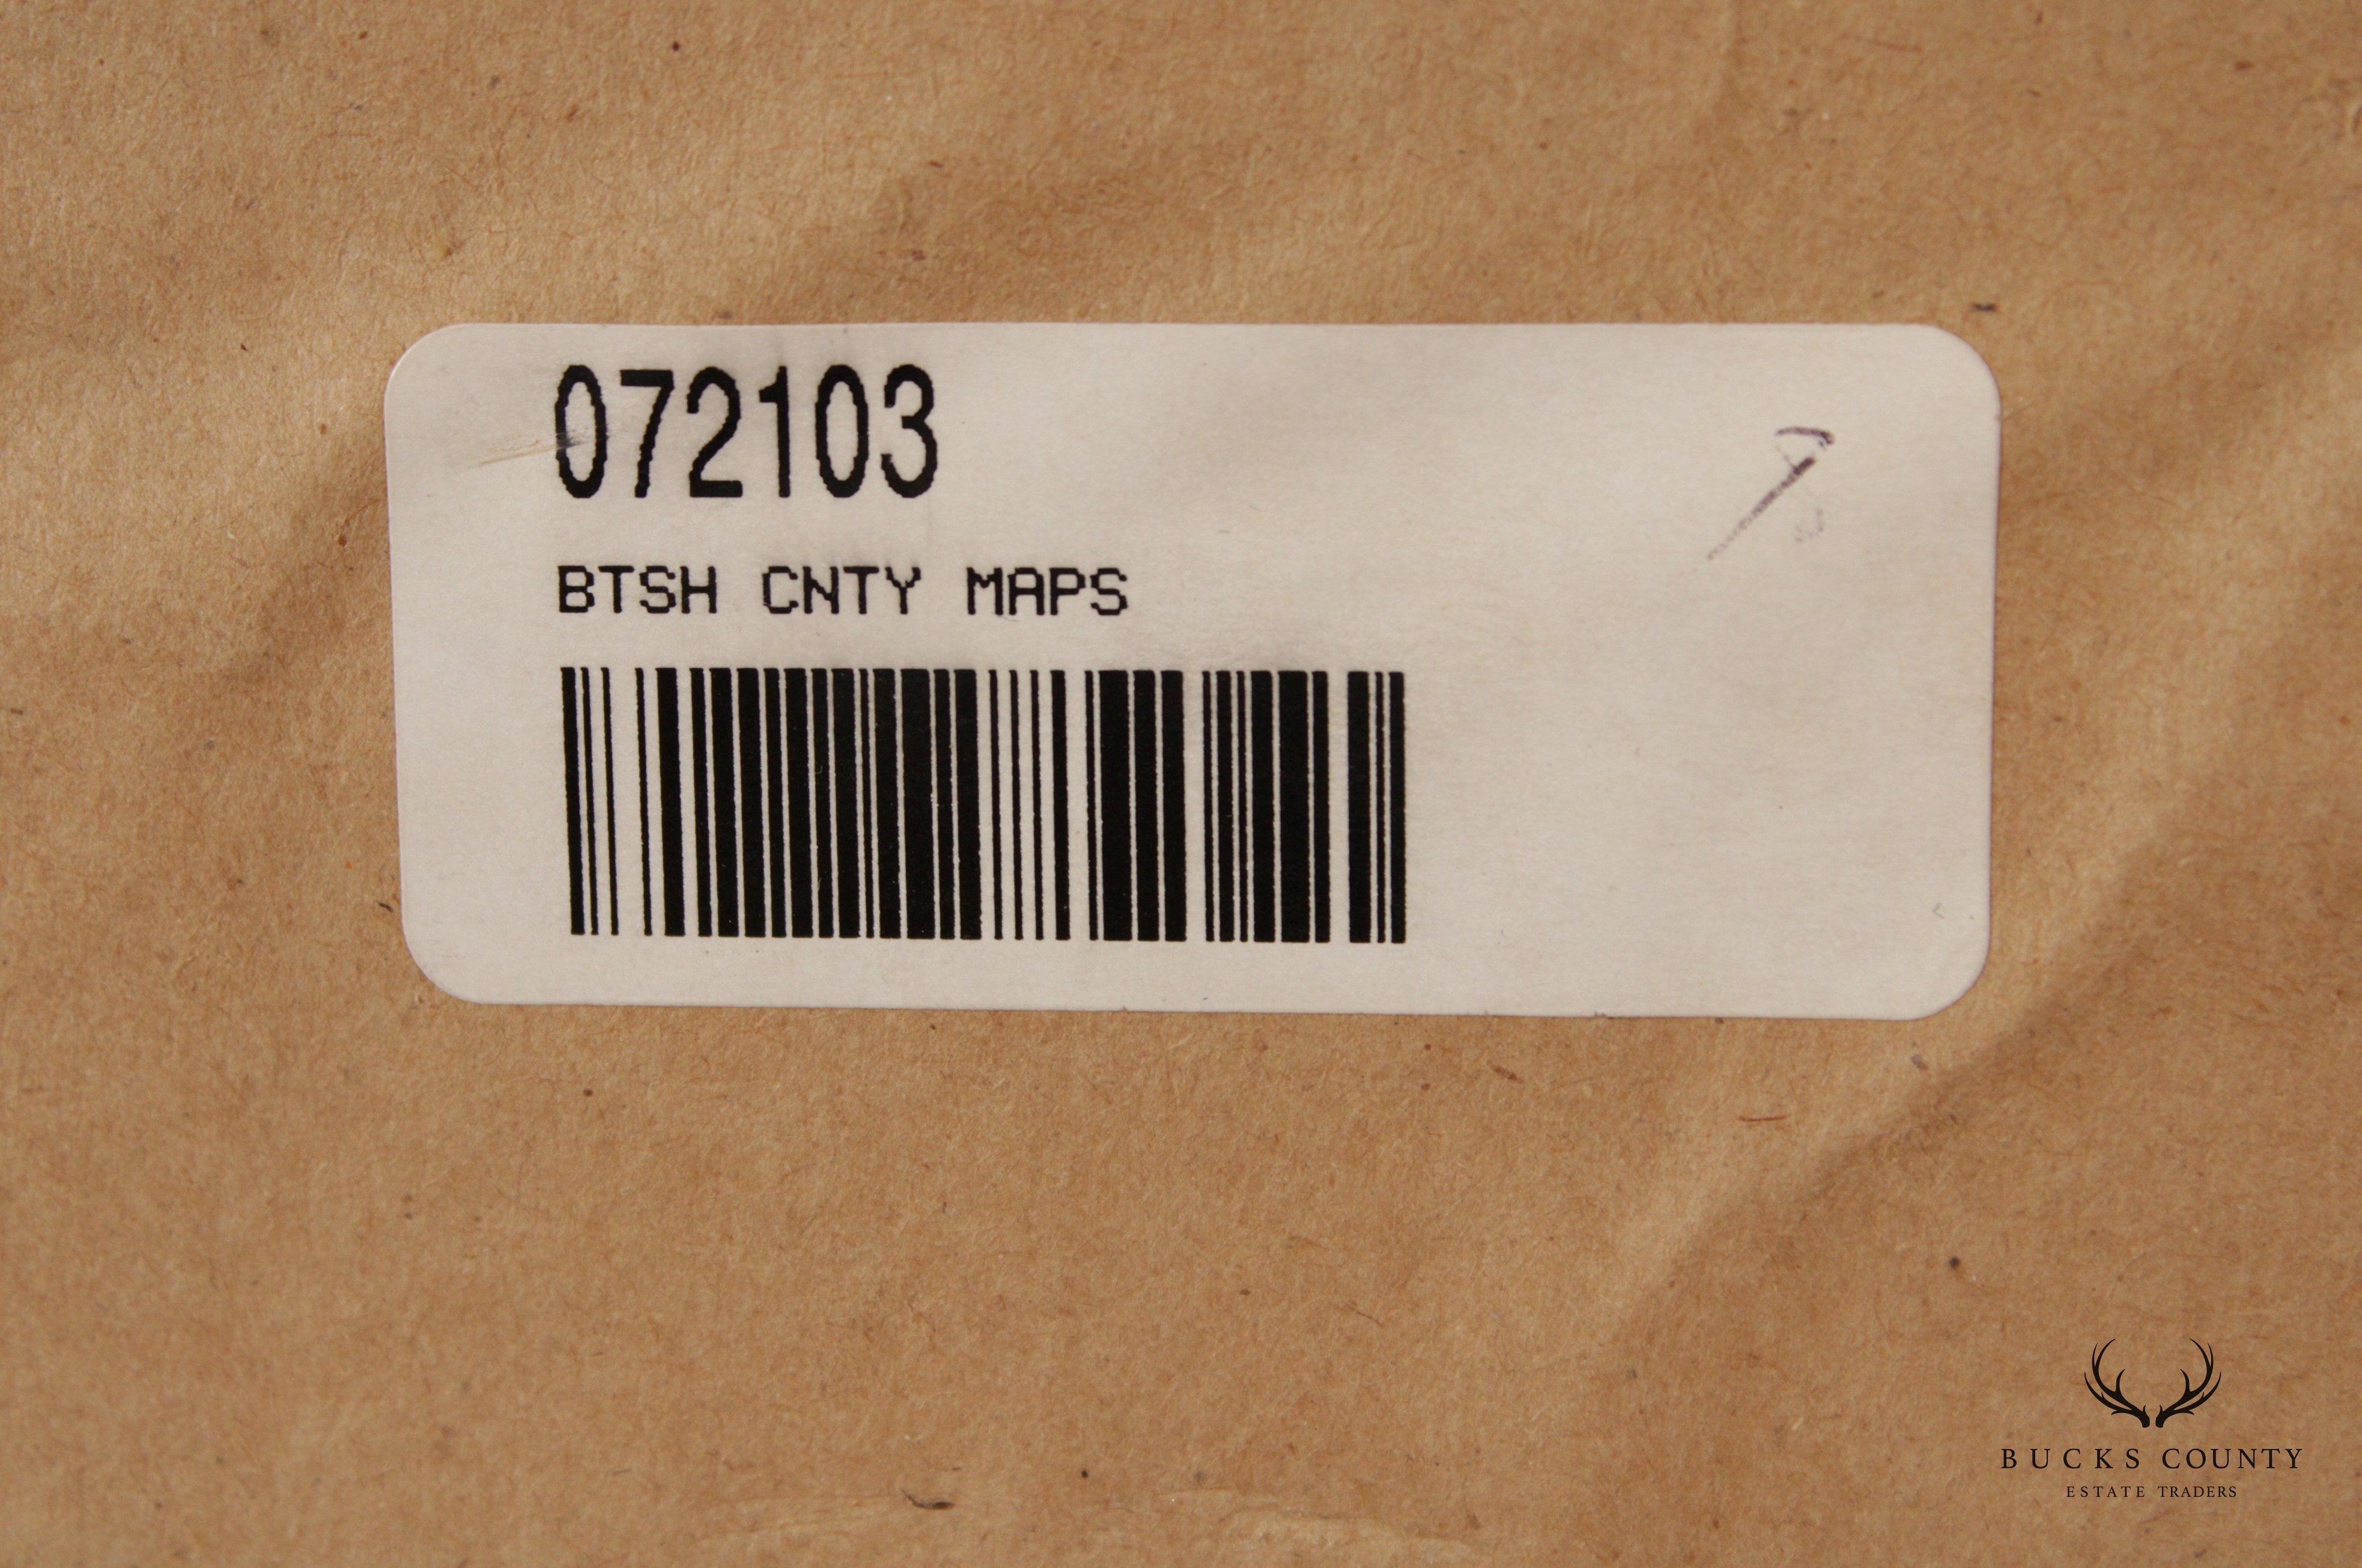 072103
BTSH CNTY MAPS
BUCKS COUNTY
ESTATE TRADERS